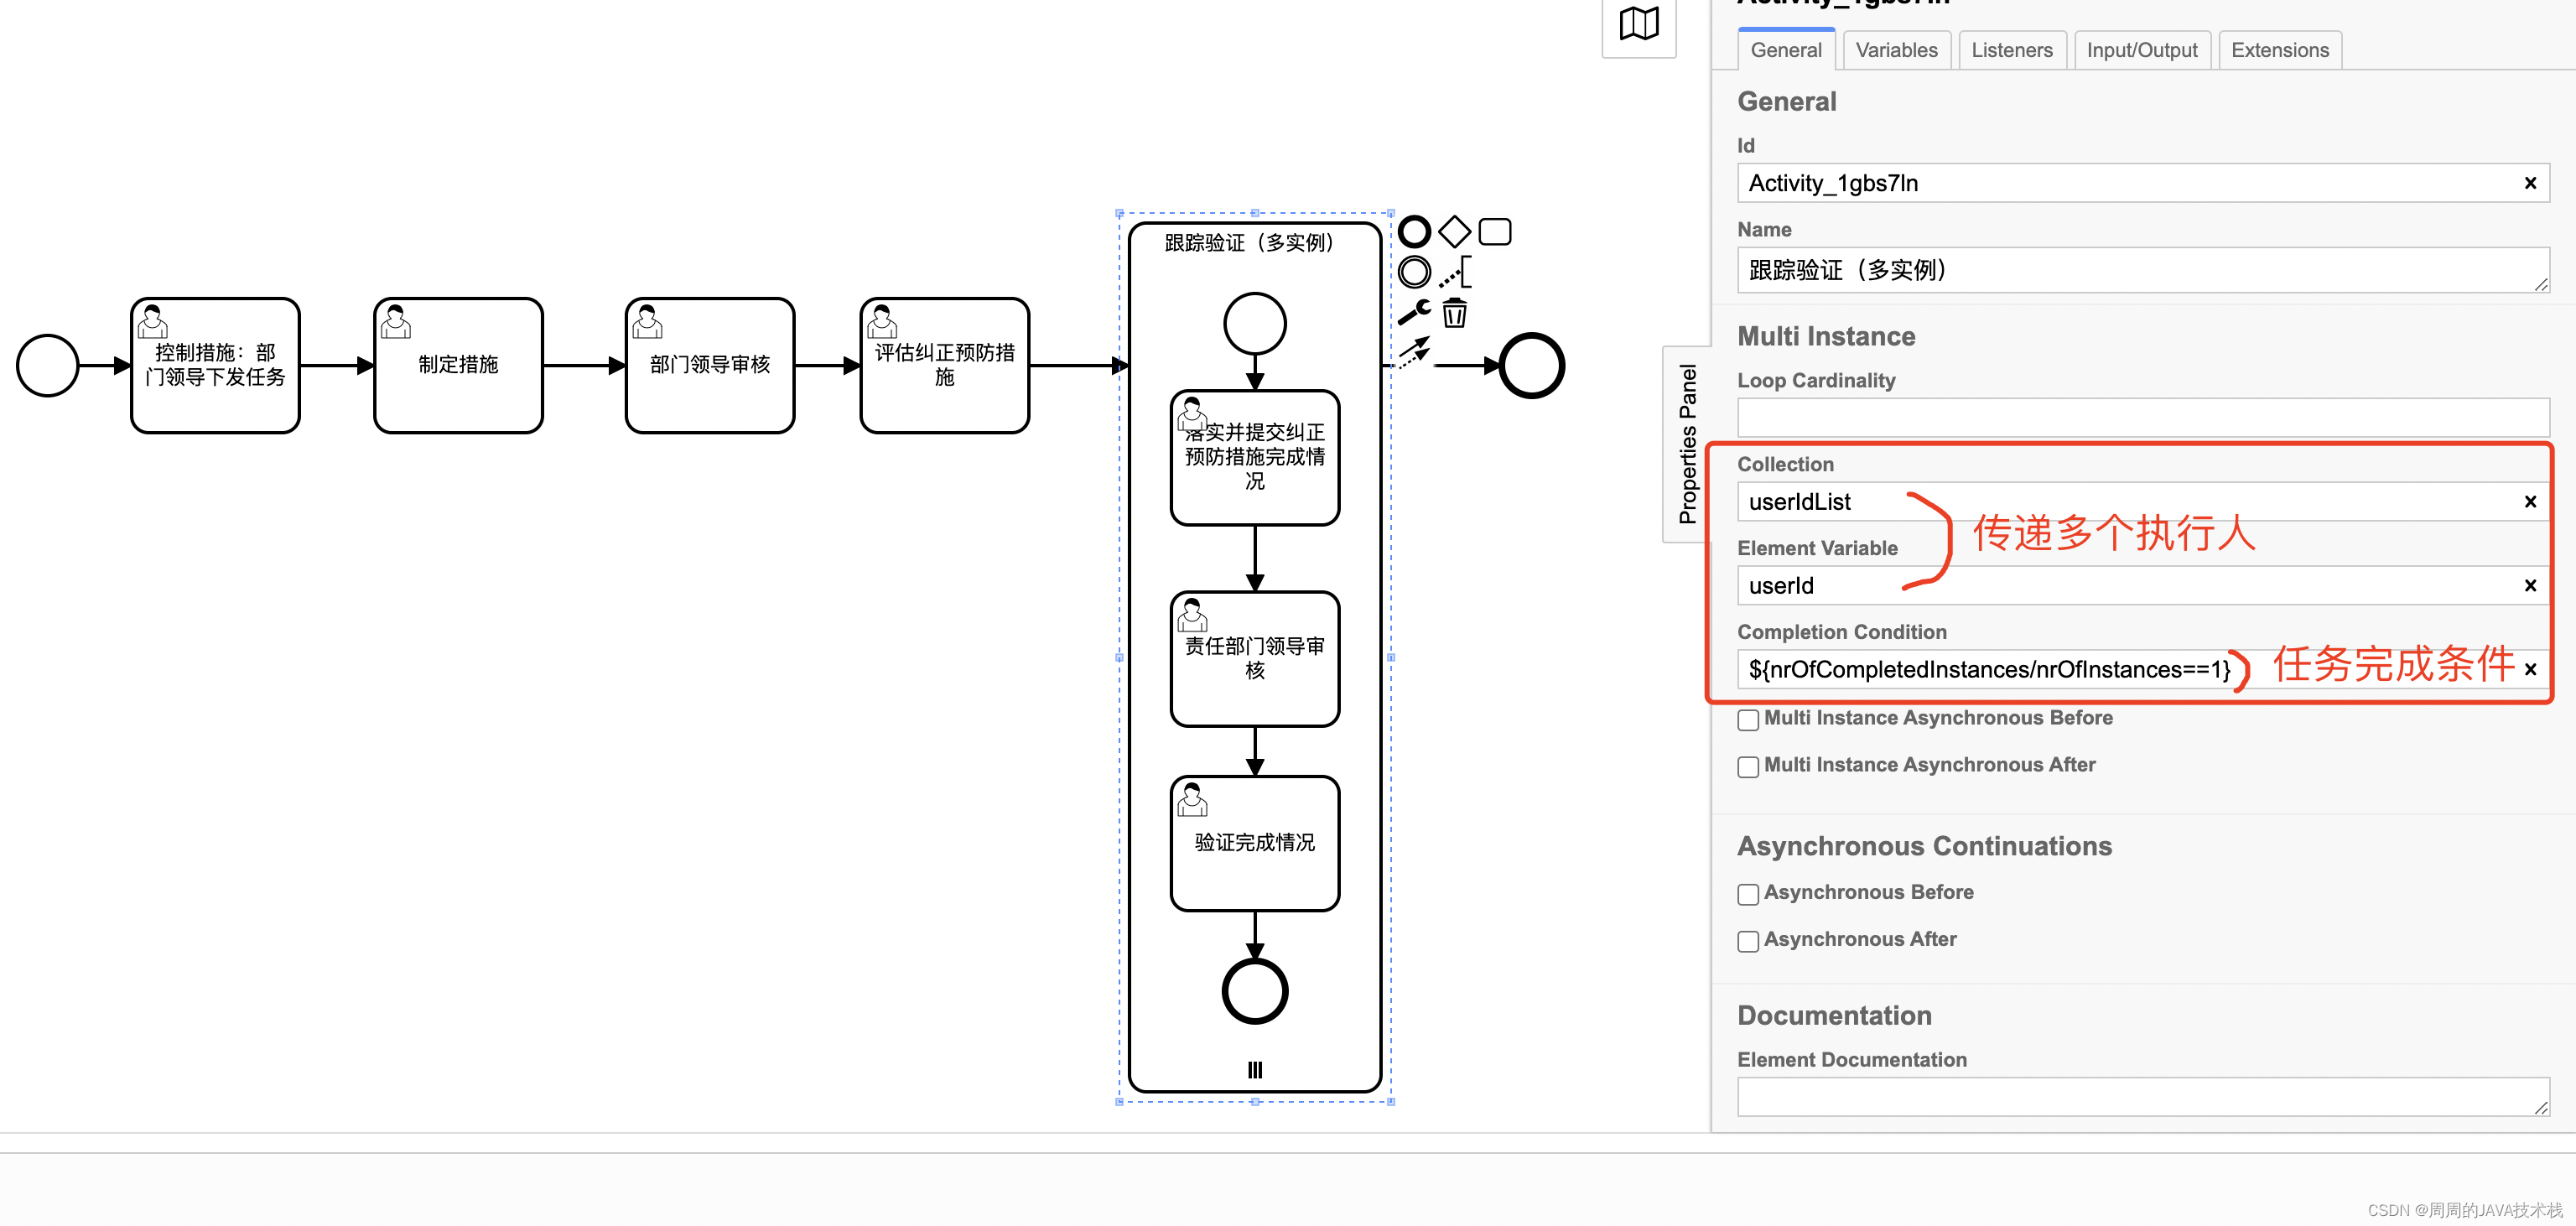 Activity_1gbs7ln
General
Variables
Listeners
Input/Output
Extensions
General
Id
Activity_1gbs7ln
Name
跟踪验证（多实例）
Multi Instance
Loop Cardinality
Collection
userIdList
传递多个执行人
Element Variable
userId
Completion Condition
${nrOfCompletedInstances/nrOfInstances==1}
任务完成条件
Multi Instance Asynchronous Before
Multi Instance Asynchronous After
Asynchronous Continuations
Asynchronous Before
Asynchronous After
Documentation
Element Documentation
Properties Panel
控制措施：部
门领导下发任务
制定措施
部门领导审核
评估纠正预防措
施
跟踪验证（多实例）
落实并提交纠正
预防措施完成情
况
责任部门领导审
核
验证完成情况
CSDN @周周的JAVA技术栈